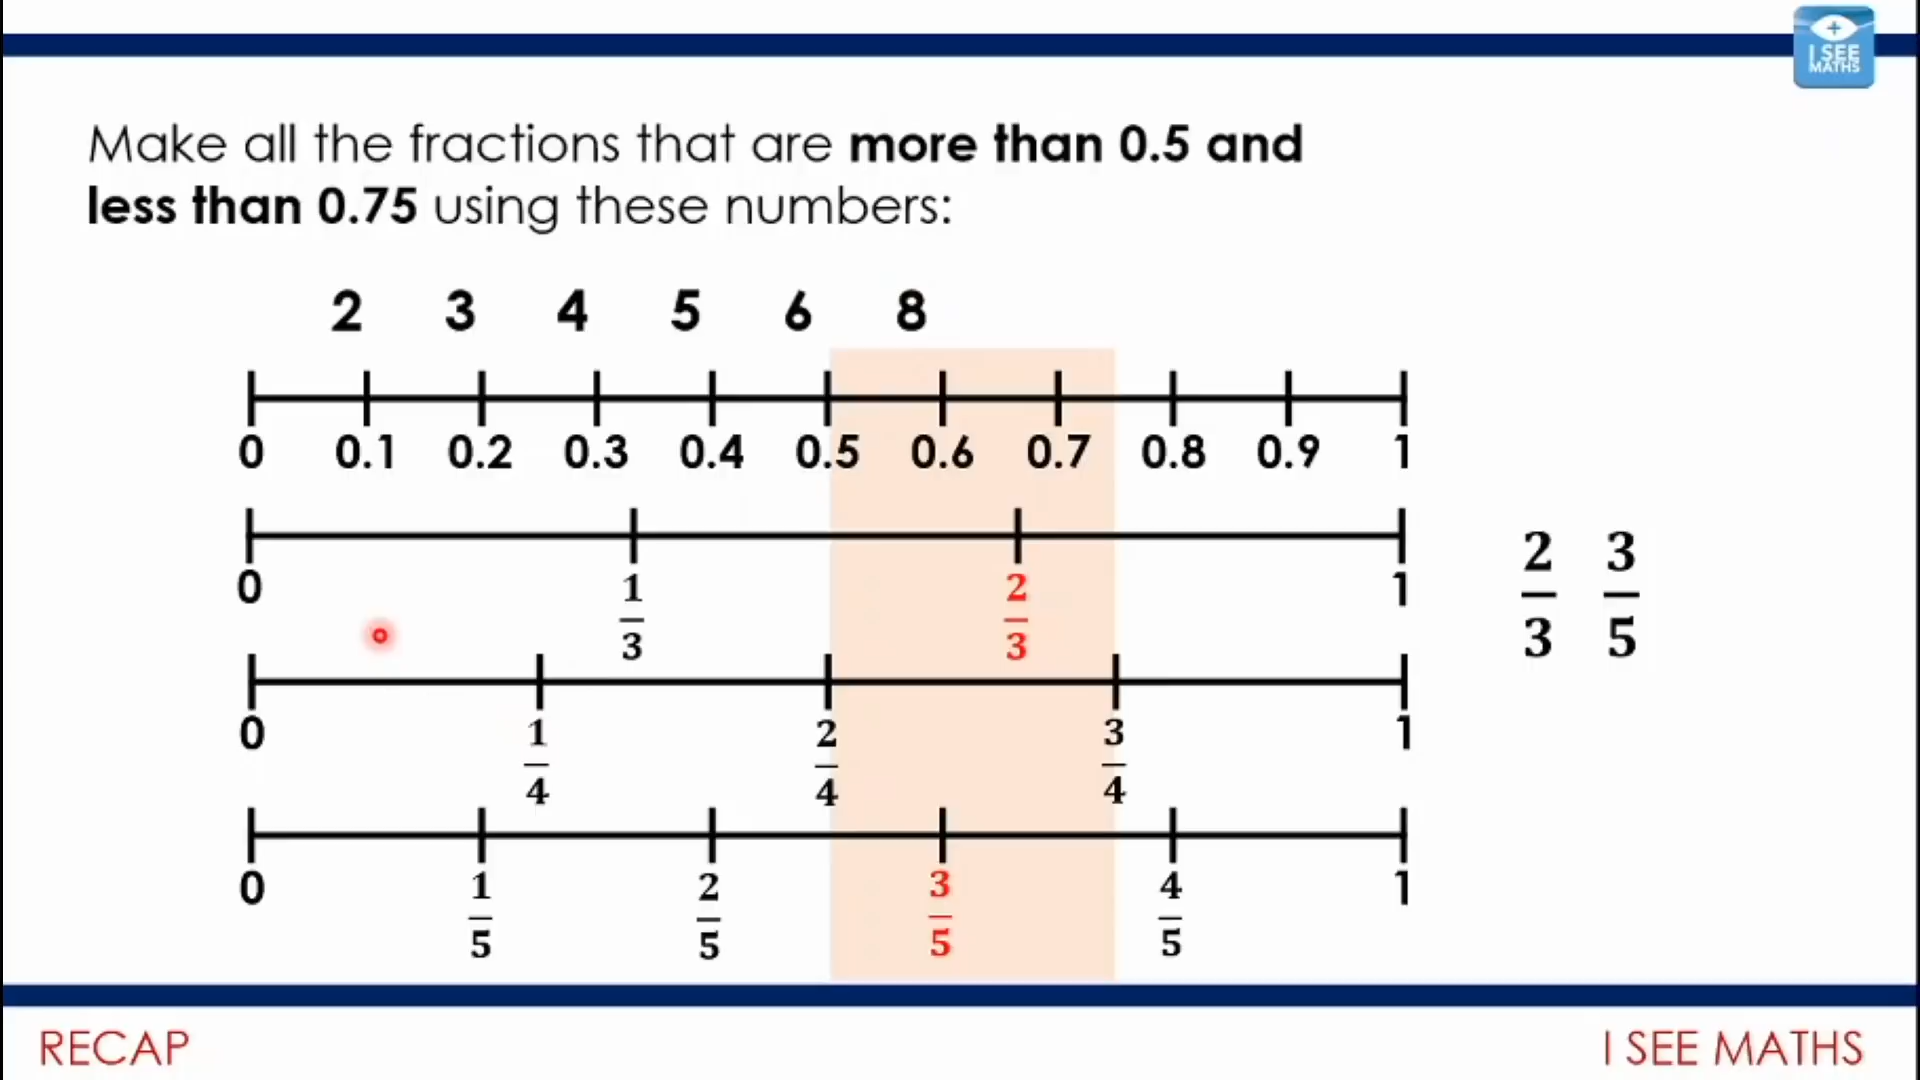 I SEE
MATHS
Make all the fractions that are more than 0.5 and
less than 0.75 using these numbers:
2 3 4 5 6 8
0 0.1 0.2 0.3 0.4 0.5 0.6 0.7 0.8 0.9 1
0 1/3 2/3 1
2/3 3/5
0 1/4 2/4 3/4 1
0 1/5 2/5 3/5 4/5 1
RECAP
I SEE MATHS